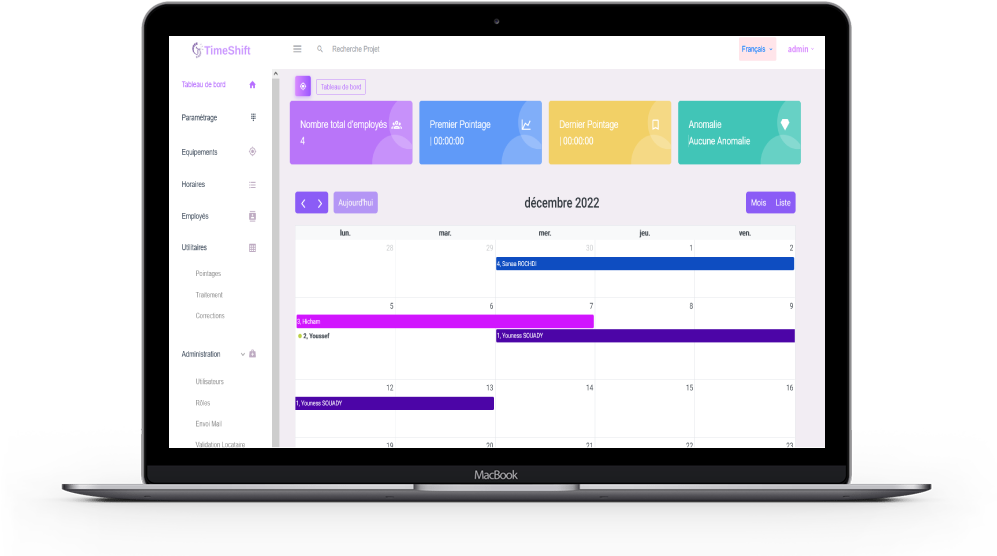 TimeShift
Recherche Projet
Français
admin
Tableau de bord
Tableau de bord
Paramétrage
Equipements
Horaires
Employés
Utilitaires
Pointages
Traitement
Corrections
Administration
Utilisateurs
Rôles
Envoi Mail
Validation Locataire
Nombre total d'employés
4
Premier Pointage
| 00:00:00
Dernier Pointage
| 00:00:00
Anomalie
|Aucune Anomalie
Aujourd'hui
décembre 2022
Mois Liste
lun. mar. mer. jeu. ven.
28 29 30 1 2
4, Sanaa ROCHDI
5 6 7 8 9
3, Hicham
2, Youssef
1, Youness SOUADY
12 13 14 15 16
1, Youness SOUADY
19 20 21 22 23
MacBook